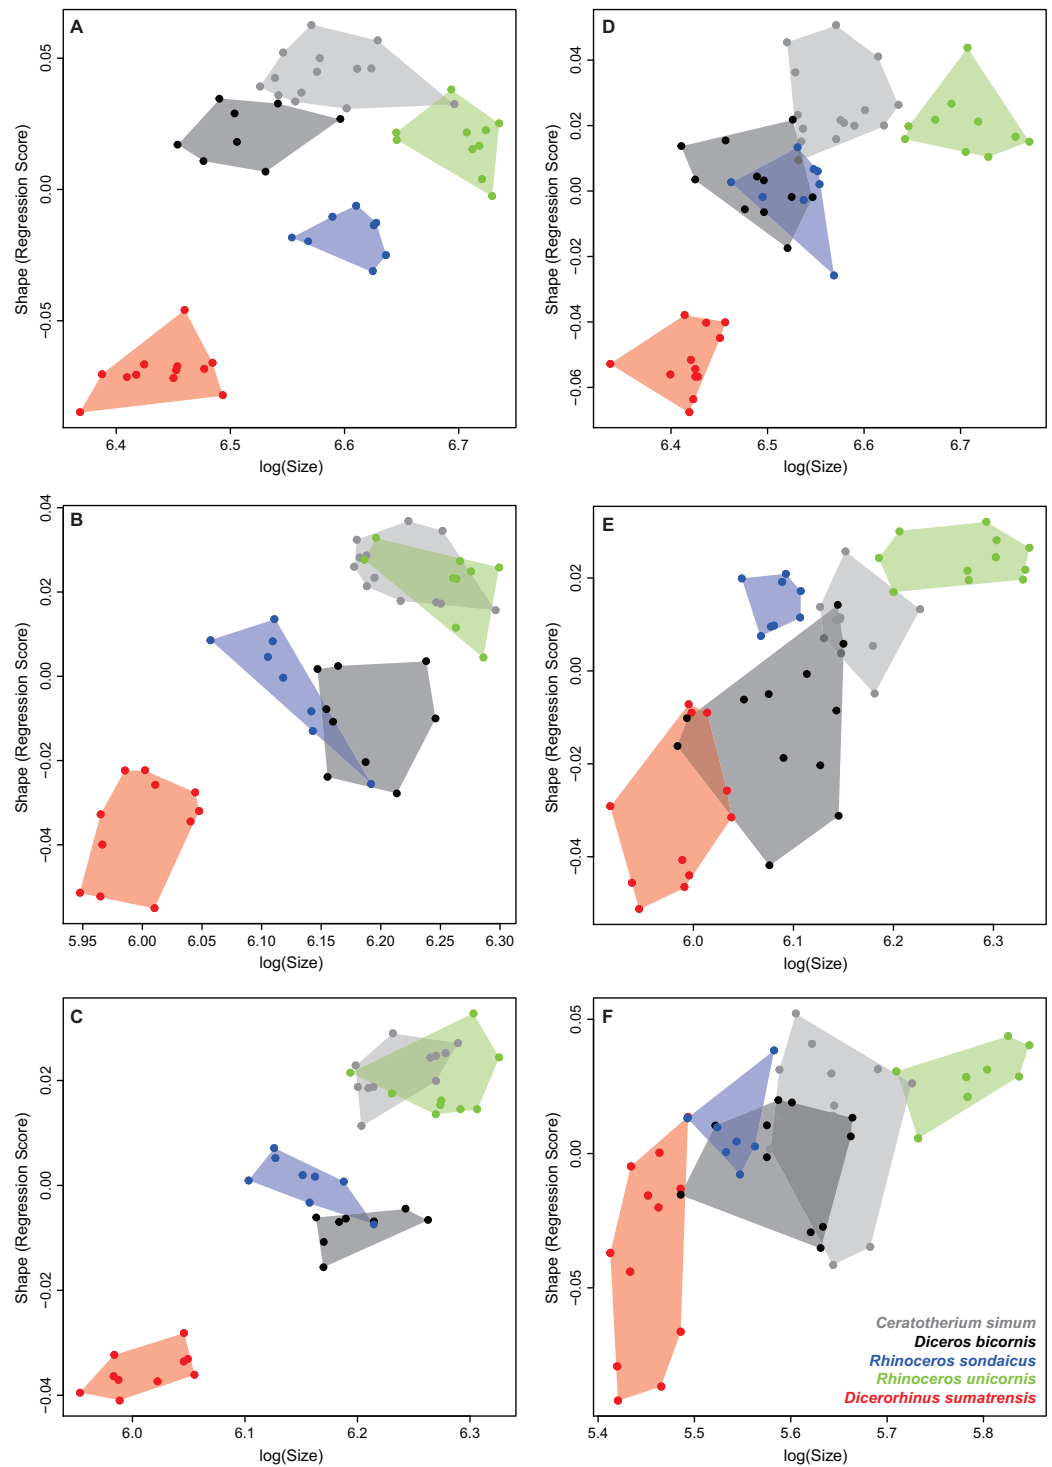 A
Shape (Regression Score)
0.05
0.00
−0.05
6.4 6.5 6.6 6.7
log(Size)
D
Shape (Regression Score)
0.04
0.02
0.00
−0.02
−0.04
−0.06
6.4 6.5 6.6 6.7
log(Size)
B
Shape (Regression Score)
0.04
0.02
0.00
−0.02
−0.04
5.95 6.00 6.05 6.10 6.15 6.20 6.25 6.30
log(Size)
E
Shape (Regression Score)
0.02
0.00
−0.02
−0.04
6.0 6.1 6.2 6.3
log(Size)
C
Shape (Regression Score)
0.02
0.00
−0.02
−0.04
6.0 6.1 6.2 6.3
log(Size)
F
Shape (Regression Score)
0.05
0.00
−0.05
5.4 5.5 5.6 5.7 5.8
log(Size)
Ceratotherium simum
Diceros bicornis
Rhinoceros sondaicus
Rhinoceros unicornis
Dicerorhinus sumatrensis